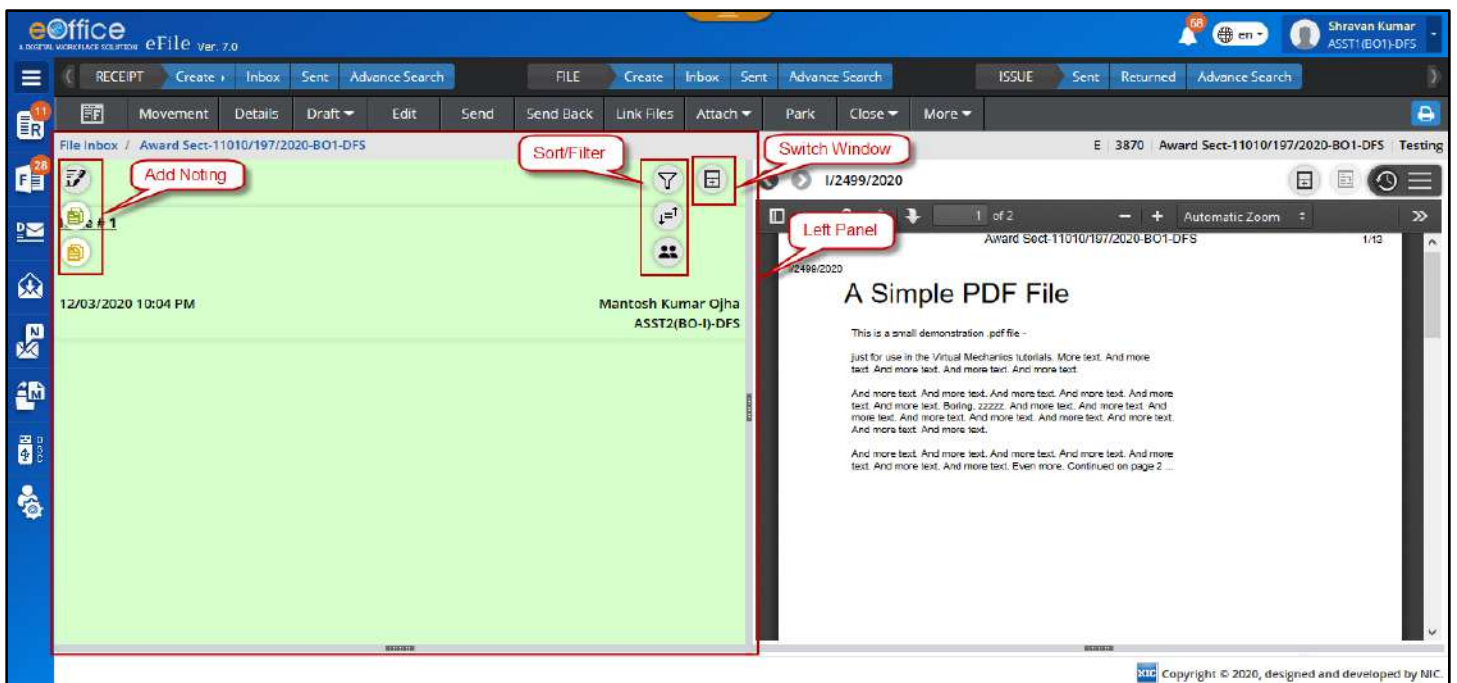 eOffice
A DIGITAL WORKPLACE SOLUTION eFile Ver. 7.0
68
en
Shravan Kumar
ASST1(BO1)-DFS
RECEIPT Create Inbox Sent Advance Search FILE Create Inbox Sent Advance Search ISSUE Sent Returned Advance Search
Movement Details Draft Edit Send Send Back Link Files Attach Park Close More
11
R
28
F
D
N
M
DSC
File Inbox / Award Sect-11010/197/2020-BO1-DFS
E 3870 Award Sect-11010/197/2020-BO1-DFS Testing
Sort/Filter
Switch Window
Add Noting
Left Panel
# 1
12/03/2020 10:04 PM
Mantosh Kumar Ojha
ASST2(BO-I)-DFS
I/2499/2020
1 of 2 Automatic Zoom
Award Sect-11010/197/2020-BO1-DFS 1/13
I/2499/2020
A Simple PDF File
This is a small demonstration .pdf file -
just for use in the Virtual Mechanics tutorials. More text. And more
text. And more text. And more text. And more text.
And more text. And more text. And more text. And more text. And more
text. And more text. Boring, zzzzz. And more text. And more text. And
more text. And more text. And more text. And more text. And more text.
And more text. And more text.
And more text. And more text. And more text. And more text. And more
text. And more text. And more text. Even more. Continued on page 2 ...
NIC Copyright © 2020, designed and developed by NIC.